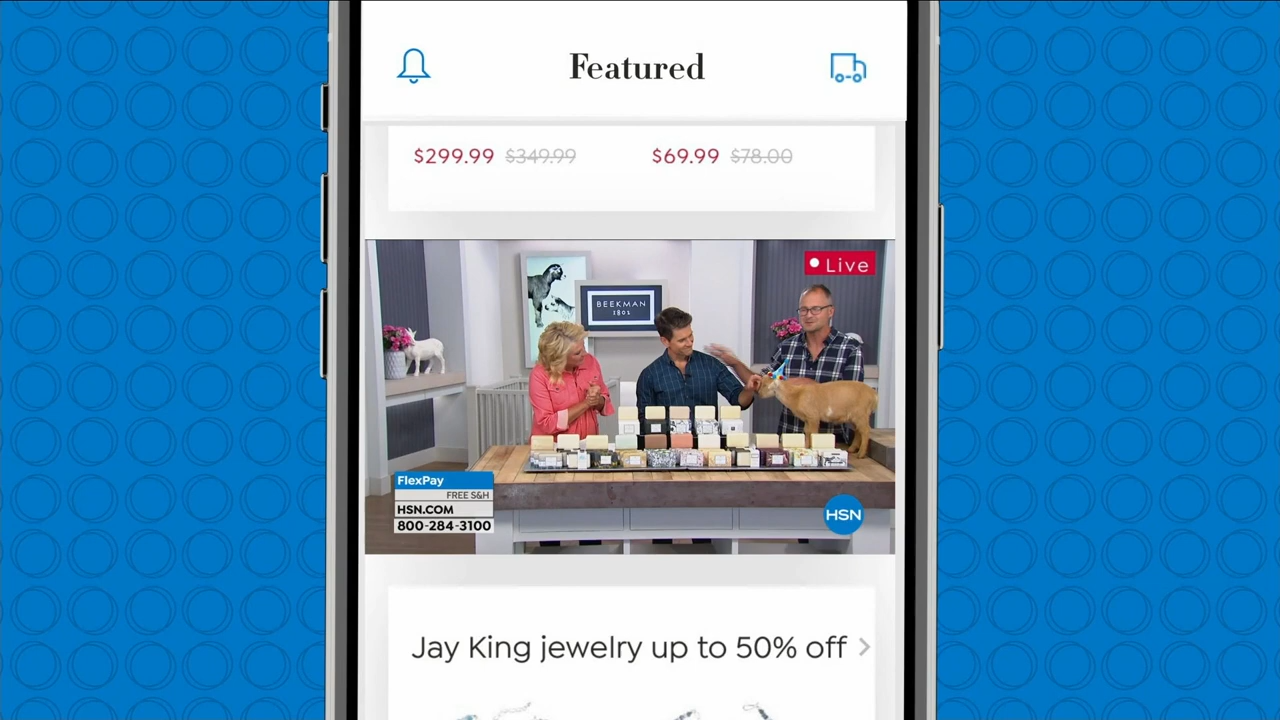 Featured
$299.99 $349.99 $69.99 $78.00
Live
BEEKMAN
1802
FlexPay
FREE S&H
HSN.COM
800-284-3100
HSN
Jay King jewelry up to 50% off